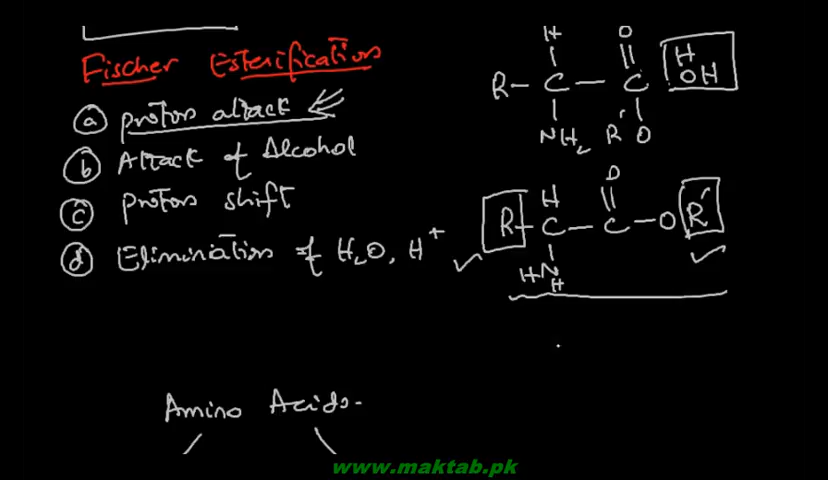 Fischer Esterification
a proton attack
b Attack of Alcohol
c proton shift
d Elimination of H2O, H+
H O H
R - C - C OH
NH2 R' O
H O
R - C - C - O R'
HN
H
Amino Acids.
www.maktab.pk